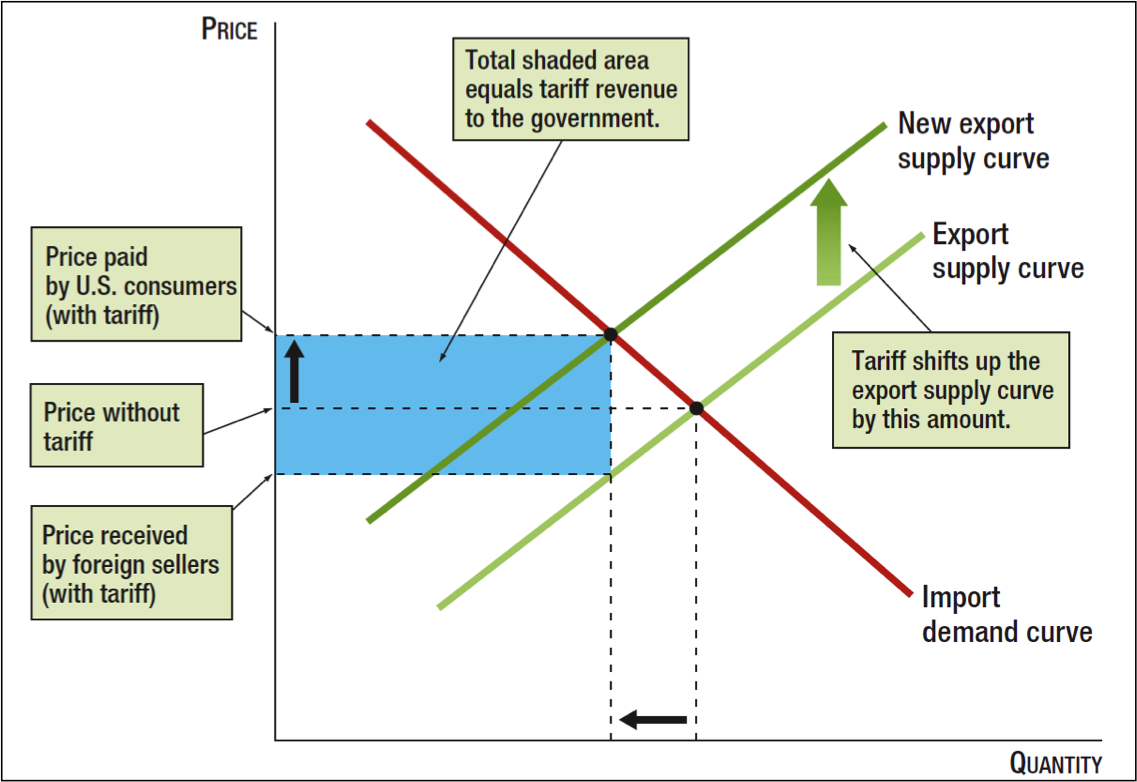 PRICE
Total shaded area
equals tariff revenue
to the government.
New export
supply curve
Export
supply curve
Price paid
by U.S. consumers
(with tariff)
Tariff shifts up the
export supply curve
by this amount.
Price without
tariff
Price received
by foreign sellers
(with tariff)
Import
demand curve
QUANTITY